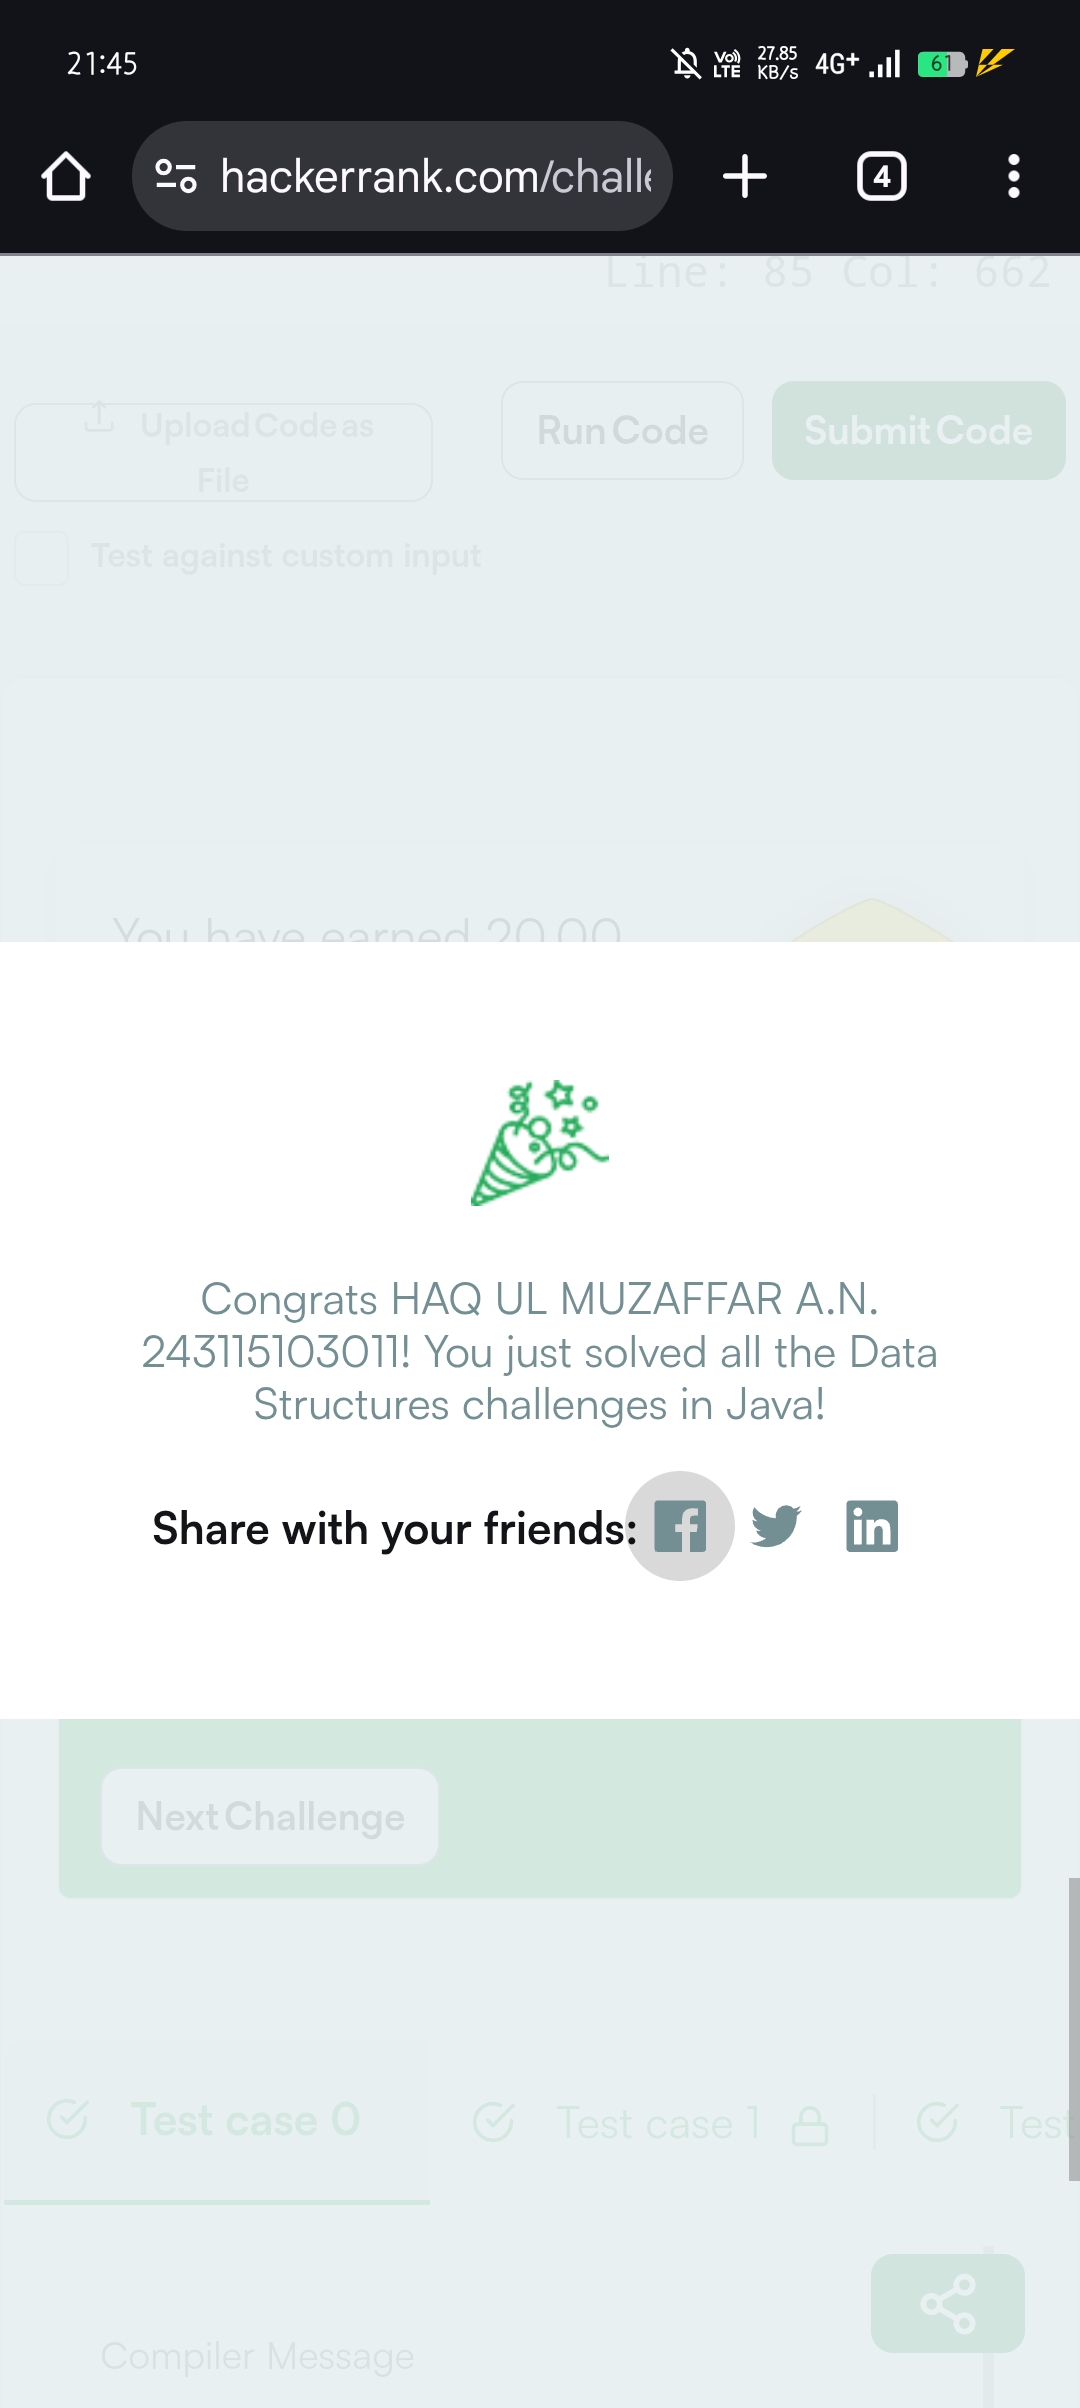 21:45
Vo))
LTE
27.85
KB/s
4G+
61
hackerrank.com/chall
4
Line: 85 Col: 662
Upload Code as
File
Run Code
Submit Code
Test against custom input
You have earned 20.00
Congrats HAQ UL MUZAFFAR A.N.
243115103011! You just solved all the Data
Structures challenges in Java!
Share with your friends:
Next Challenge
Test case 0
Test case 1
Test
Compiler Message